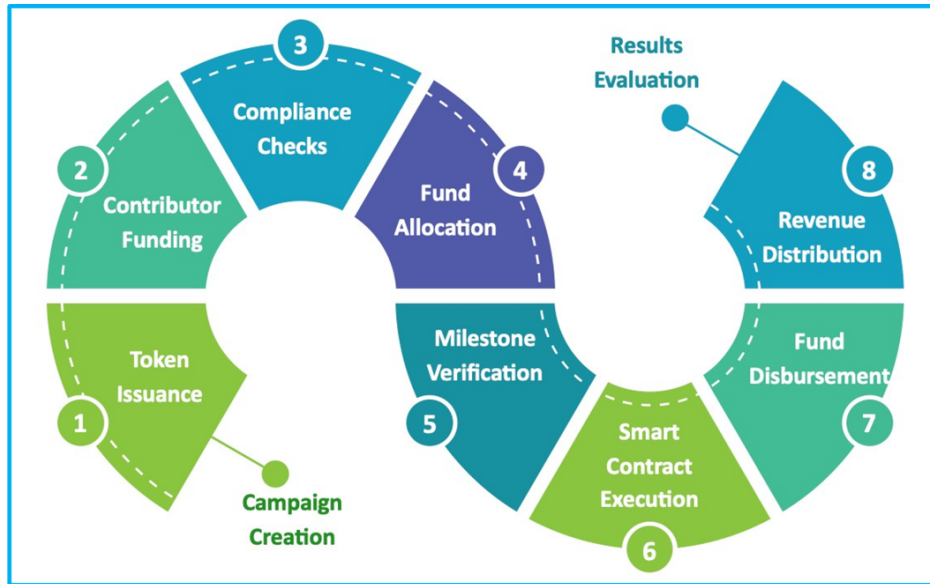 Campaign
Creation
1
Token
Issuance
2
Contributor
Funding
3
Compliance
Checks
4
Fund
Allocation
5
Milestone
Verification
6
Smart
Contract
Execution
7
Fund
Disbursement
8
Revenue
Distribution
Results
Evaluation